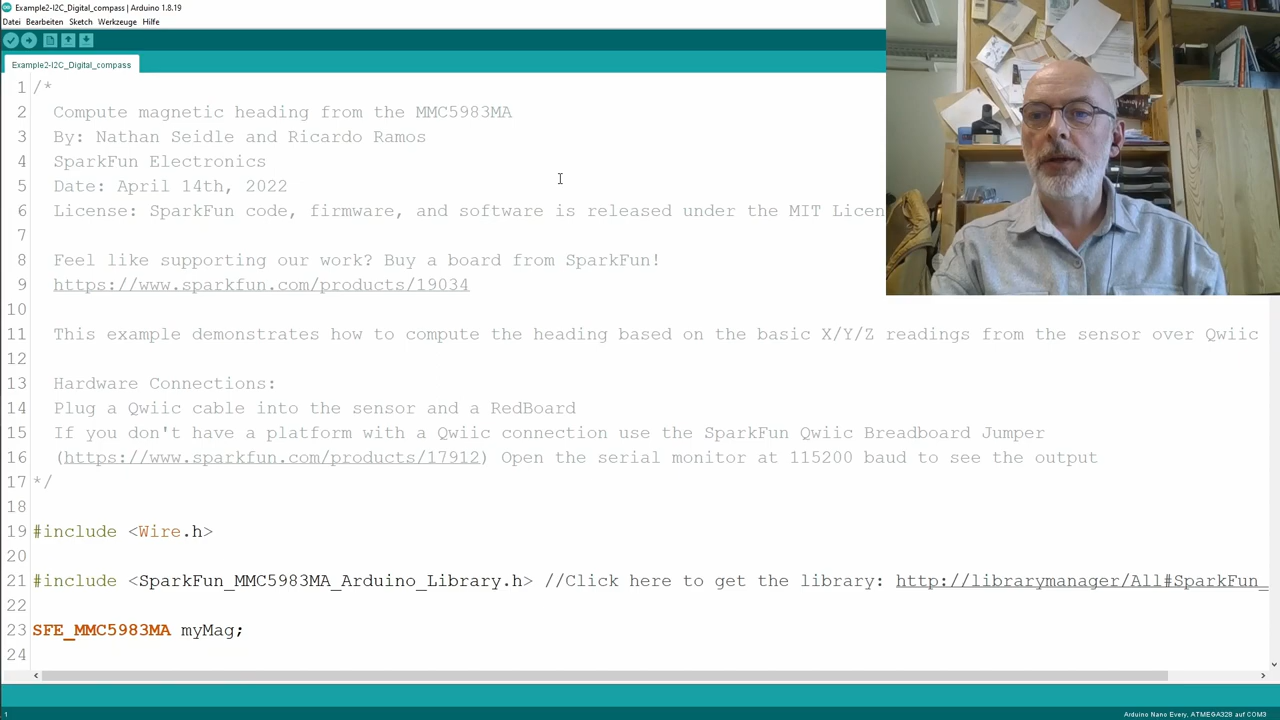 Example2-I2C_Digital_compass | Arduino 1.8.19
Datei Bearbeiten Sketch Werkzeuge Hilfe
Example2-I2C_Digital_compass
1 /*
2 Compute magnetic heading from the MMC5983MA
3 By: Nathan Seidle and Ricardo Ramos
4 SparkFun Electronics
5 Date: April 14th, 2022
6 License: SparkFun code, firmware, and software is released under the MIT Licen
7
8 Feel like supporting our work? Buy a board from SparkFun!
9 https://www.sparkfun.com/products/19034
10
11 This example demonstrates how to compute the heading based on the basic X/Y/Z readings from the sensor over Qwiic
12
13 Hardware Connections:
14 Plug a Qwiic cable into the sensor and a RedBoard
15 If you don't have a platform with a Qwiic connection use the SparkFun Qwiic Breadboard Jumper
16 (https://www.sparkfun.com/products/17912) Open the serial monitor at 115200 baud to see the output
17 */
18
19 #include <Wire.h>
20
21 #include <SparkFun_MMC5983MA_Arduino_Library.h> //Click here to get the library: http://librarymanager/All#SparkFun_
22
23 SFE_MMC5983MA myMag;
24
1
Arduino Nano Every, ATMEGA328 auf COM3